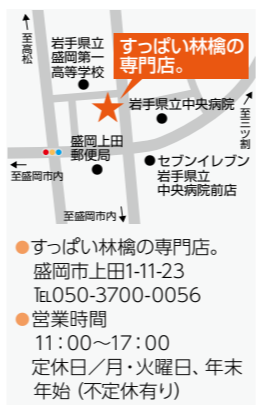 至高松
岩手県立
盛岡第一
高等学校
すっぱい林檎の
専門店。
岩手県立中央病院
至三ツ割
盛岡上田
郵便局
至盛岡市内
セブンイレブン
岩手県立
中央病院前店
至盛岡市内
●すっぱい林檎の専門店。
盛岡市上田1-11-23
℡050-3700-0056
●営業時間
11：00～17：00
定休日／月・火曜日、年末
年始（不定休有り）